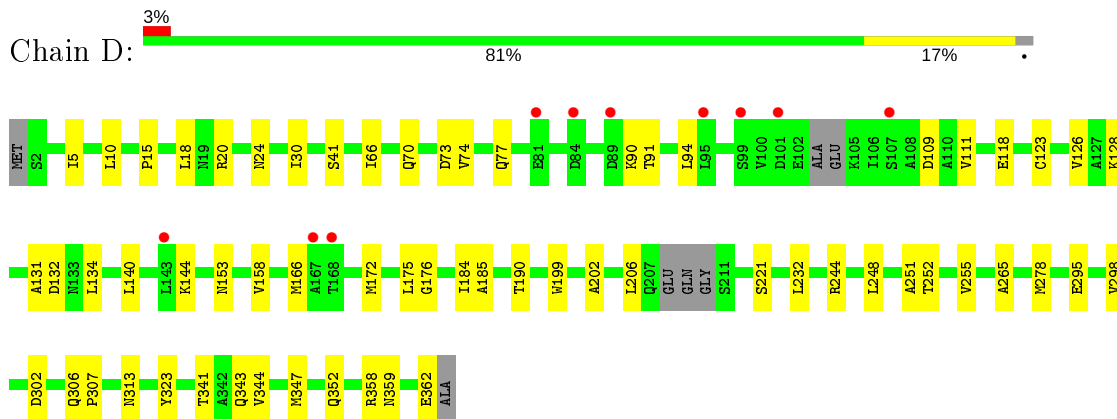 3%
Chain D:
81% 17% •
MET S2 I5 L10 P15 L18 N19 R20 N24 I30 S41 I66 Q70 D73 V74 Q77 E81 D84 D89 K90 T91 L94 L95 S99 V100 D101 E102 ALA GLU K105 I106 S107 A108 D109 A110 V111 E118 C123 V126 A127 K128
A131 D132 N133 L134 L140 L143 K144 N153 V158 M166 A167 T168 M172 L175 G176 I184 A185 T190 W199 A202 L206 Q207 GLU GLN GLY S211 S221 L232 R244 L248 A251 T252 V255 A265 M278 E295 V298
D302 Q306 P307 N313 Y323 T341 A342 Q343 V344 M347 Q352 R358 N359 E362 ALA